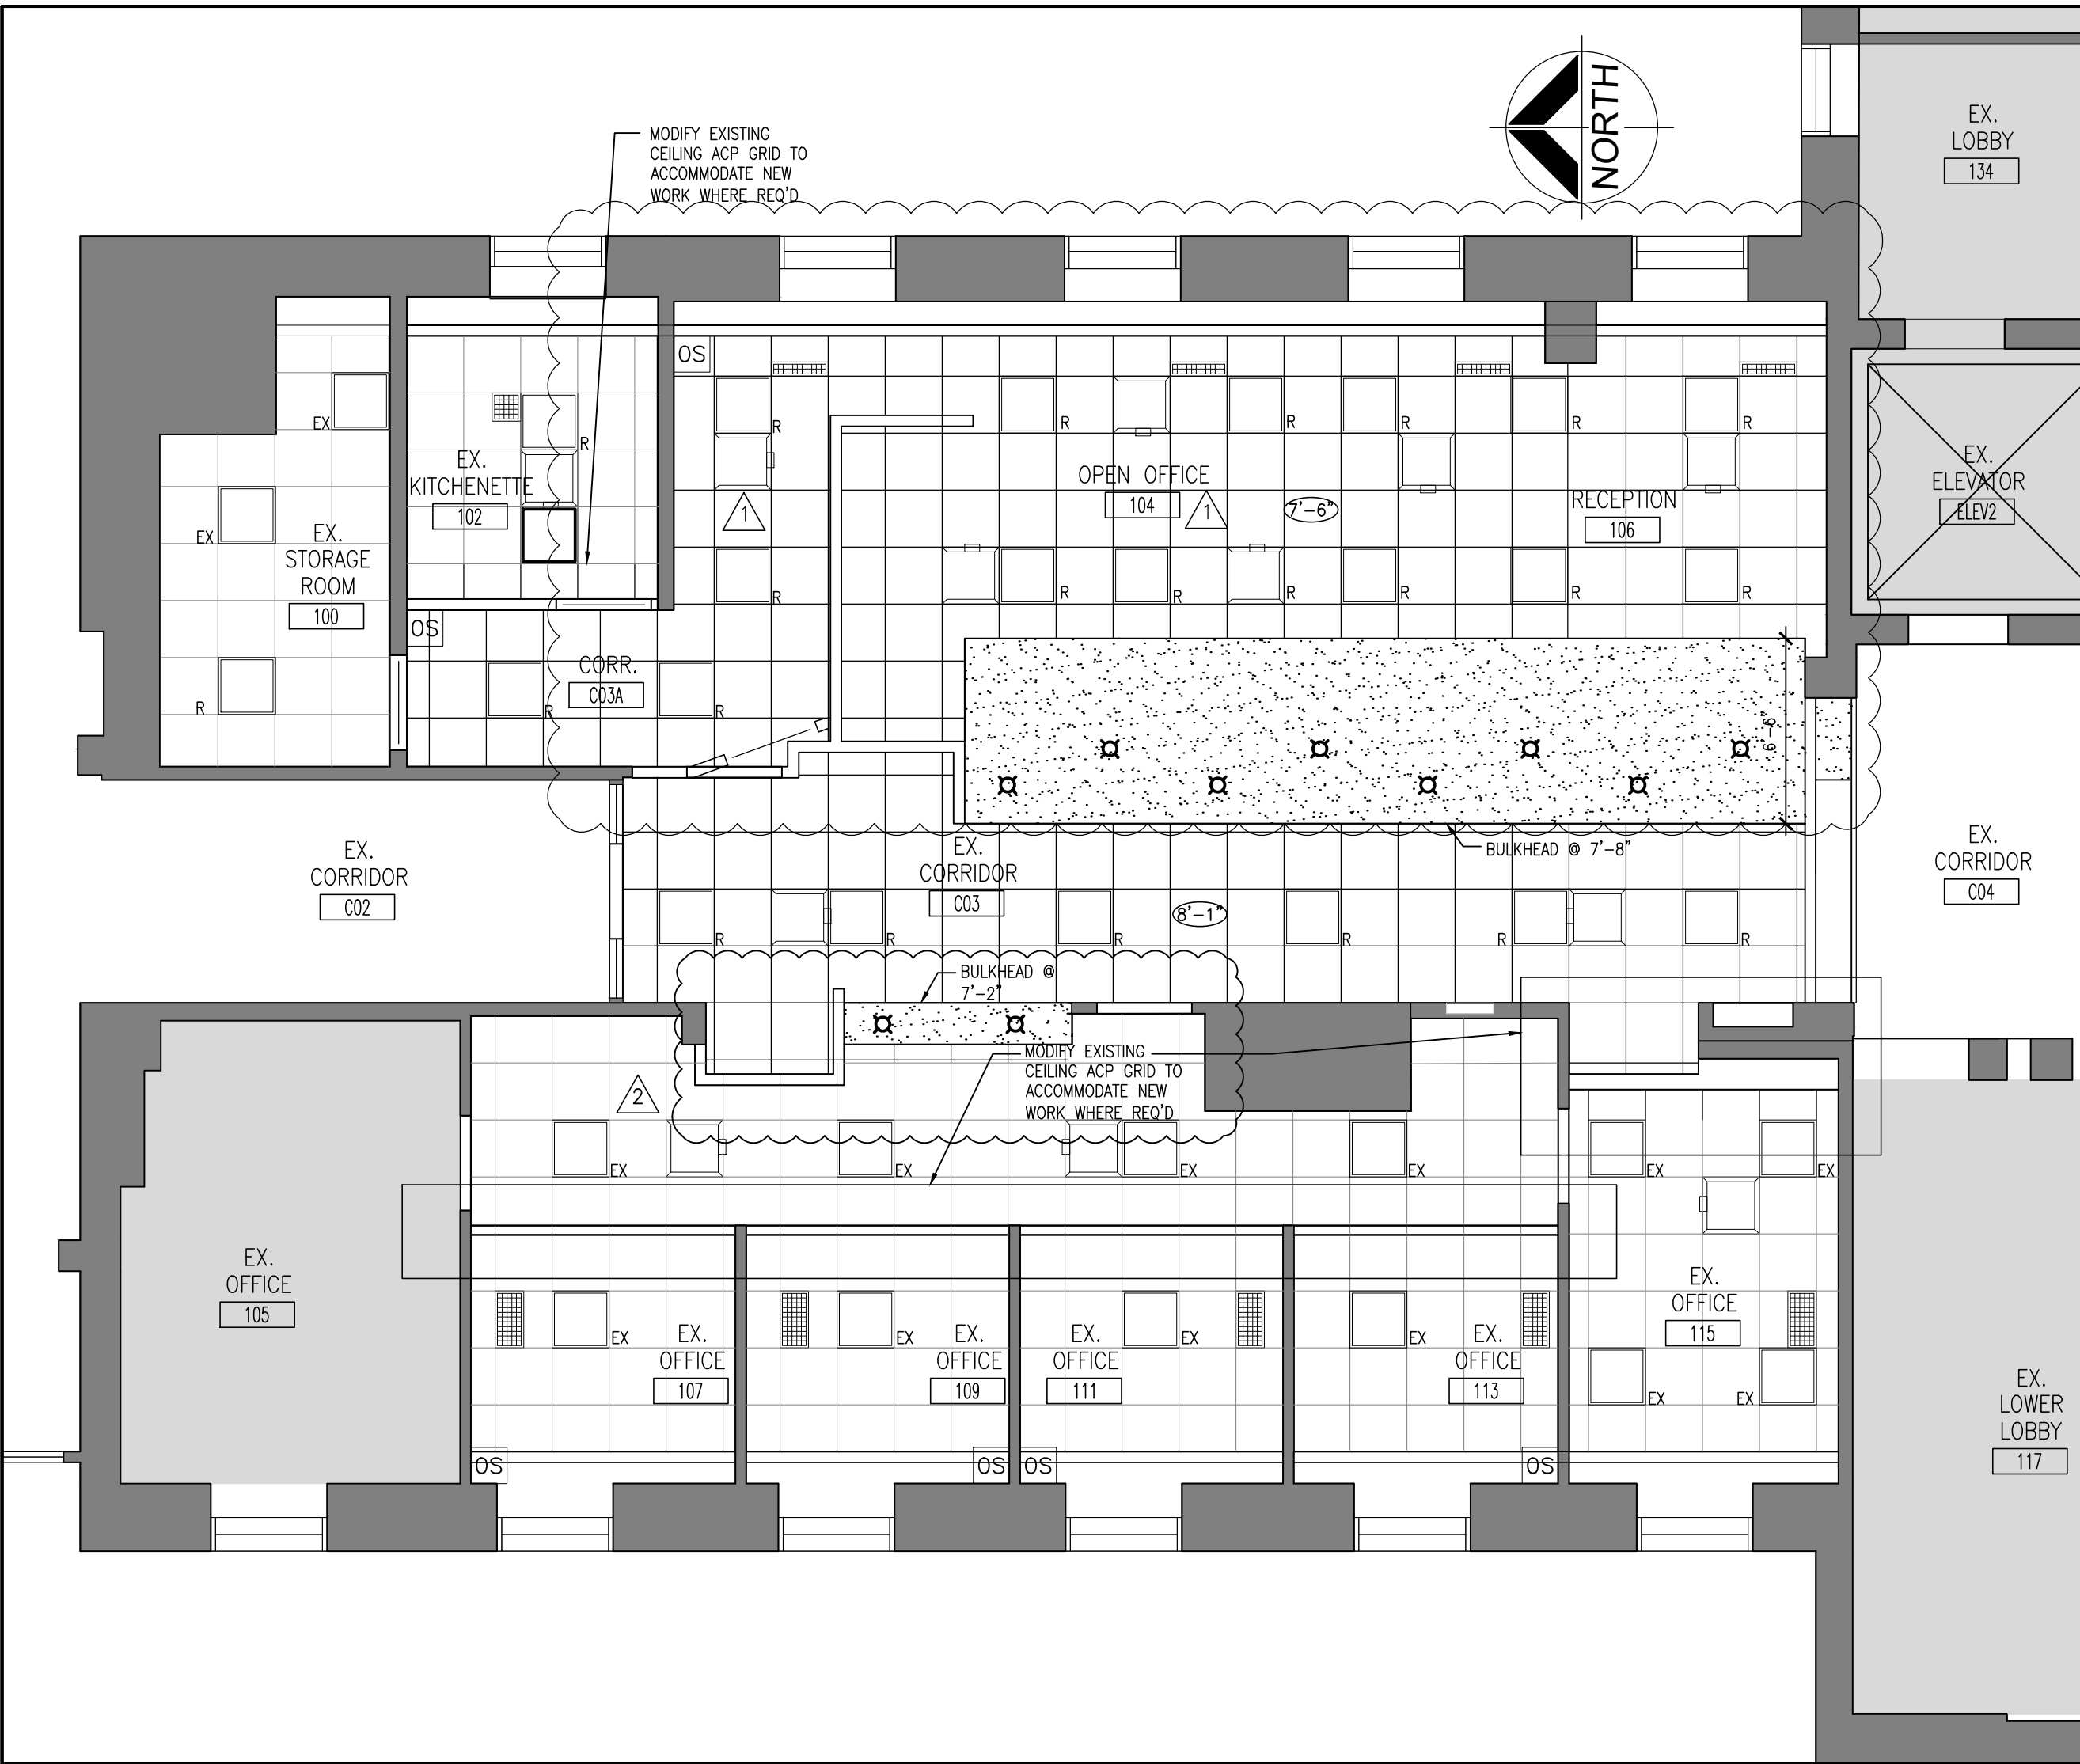 NORTH
MODIFY EXISTING
CEILING ACP GRID TO
ACCOMMODATE NEW
WORK WHERE REQ'D
EX.
LOBBY
134
OS
EX
R
R
R
R
R
R
R
EX.
KITCHENETTE
102
OPEN OFFICE
104
1
1
7'-6"
RECEPTION
106
EX.
ELEVATOR
ELEV2
EX
EX.
STORAGE
ROOM
100
R
R
R
R
R
R
R
OS
CORR.
C03A
R
R
R
6'-6"
EX.
CORRIDOR
C02
EX.
CORRIDOR
C03
BULKHEAD @ 7'-8"
EX.
CORRIDOR
C04
8'-1"
R
R
R
R
R
R
BULKHEAD @
7'-2"
MODIFY EXISTING
CEILING ACP GRID TO
ACCOMMODATE NEW
WORK WHERE REQ'D
2
EX
EX
EX
EX
EX
EX
EX.
OFFICE
105
EX.
OFFICE
115
EX
EX
EX
EX
EX.
OFFICE
107
EX.
OFFICE
109
EX.
OFFICE
111
EX.
OFFICE
113
EX
EX
EX.
LOWER
LOBBY
117
OS
OS
OS
OS